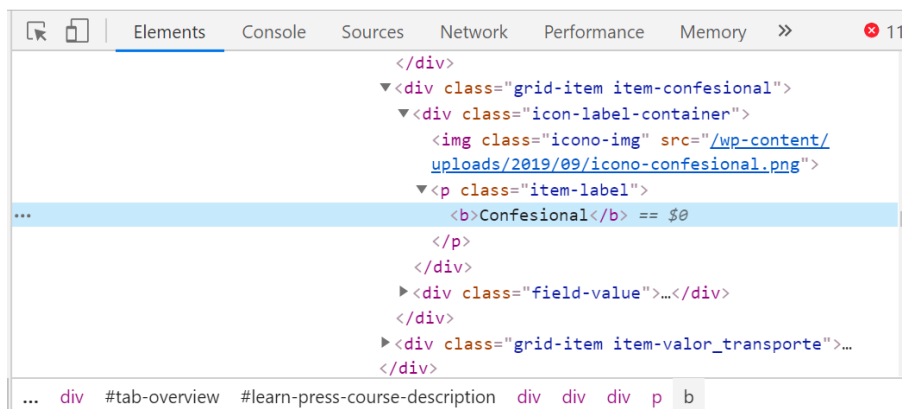 Elements Console Sources Network Performance Memory » 11
</div>
▼<div class="grid-item item-confesional">
▼<div class="icon-label-container">
<img class="icono-img" src="/wp-content/
uploads/2019/09/icono-confesional.png">
▼<p class="item-label">
... <b>Confesional</b> == $0
</p>
</div>
▶<div class="field-value">…</div>
</div>
▶<div class="grid-item item-valor_transporte">…
</div>
... div #tab-overview #learn-press-course-description div div div p b